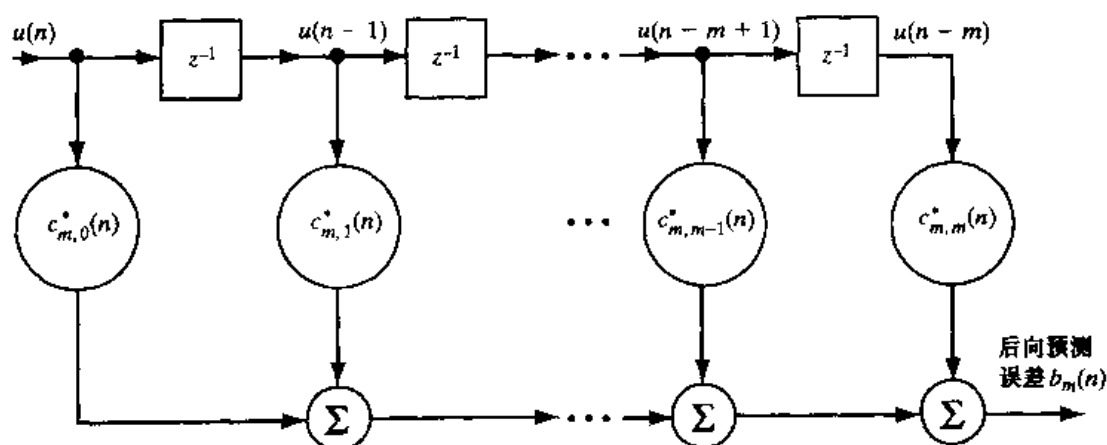 u(n)
u(n - 1)
u(n - m + 1)
u(n - m)
z⁻¹
z⁻¹
...
z⁻¹
c*m,0(n)
c*m,1(n)
...
c*m,m-1(n)
c*m,m(n)
后向预测
误差 bm(n)
Σ
...
Σ
Σ